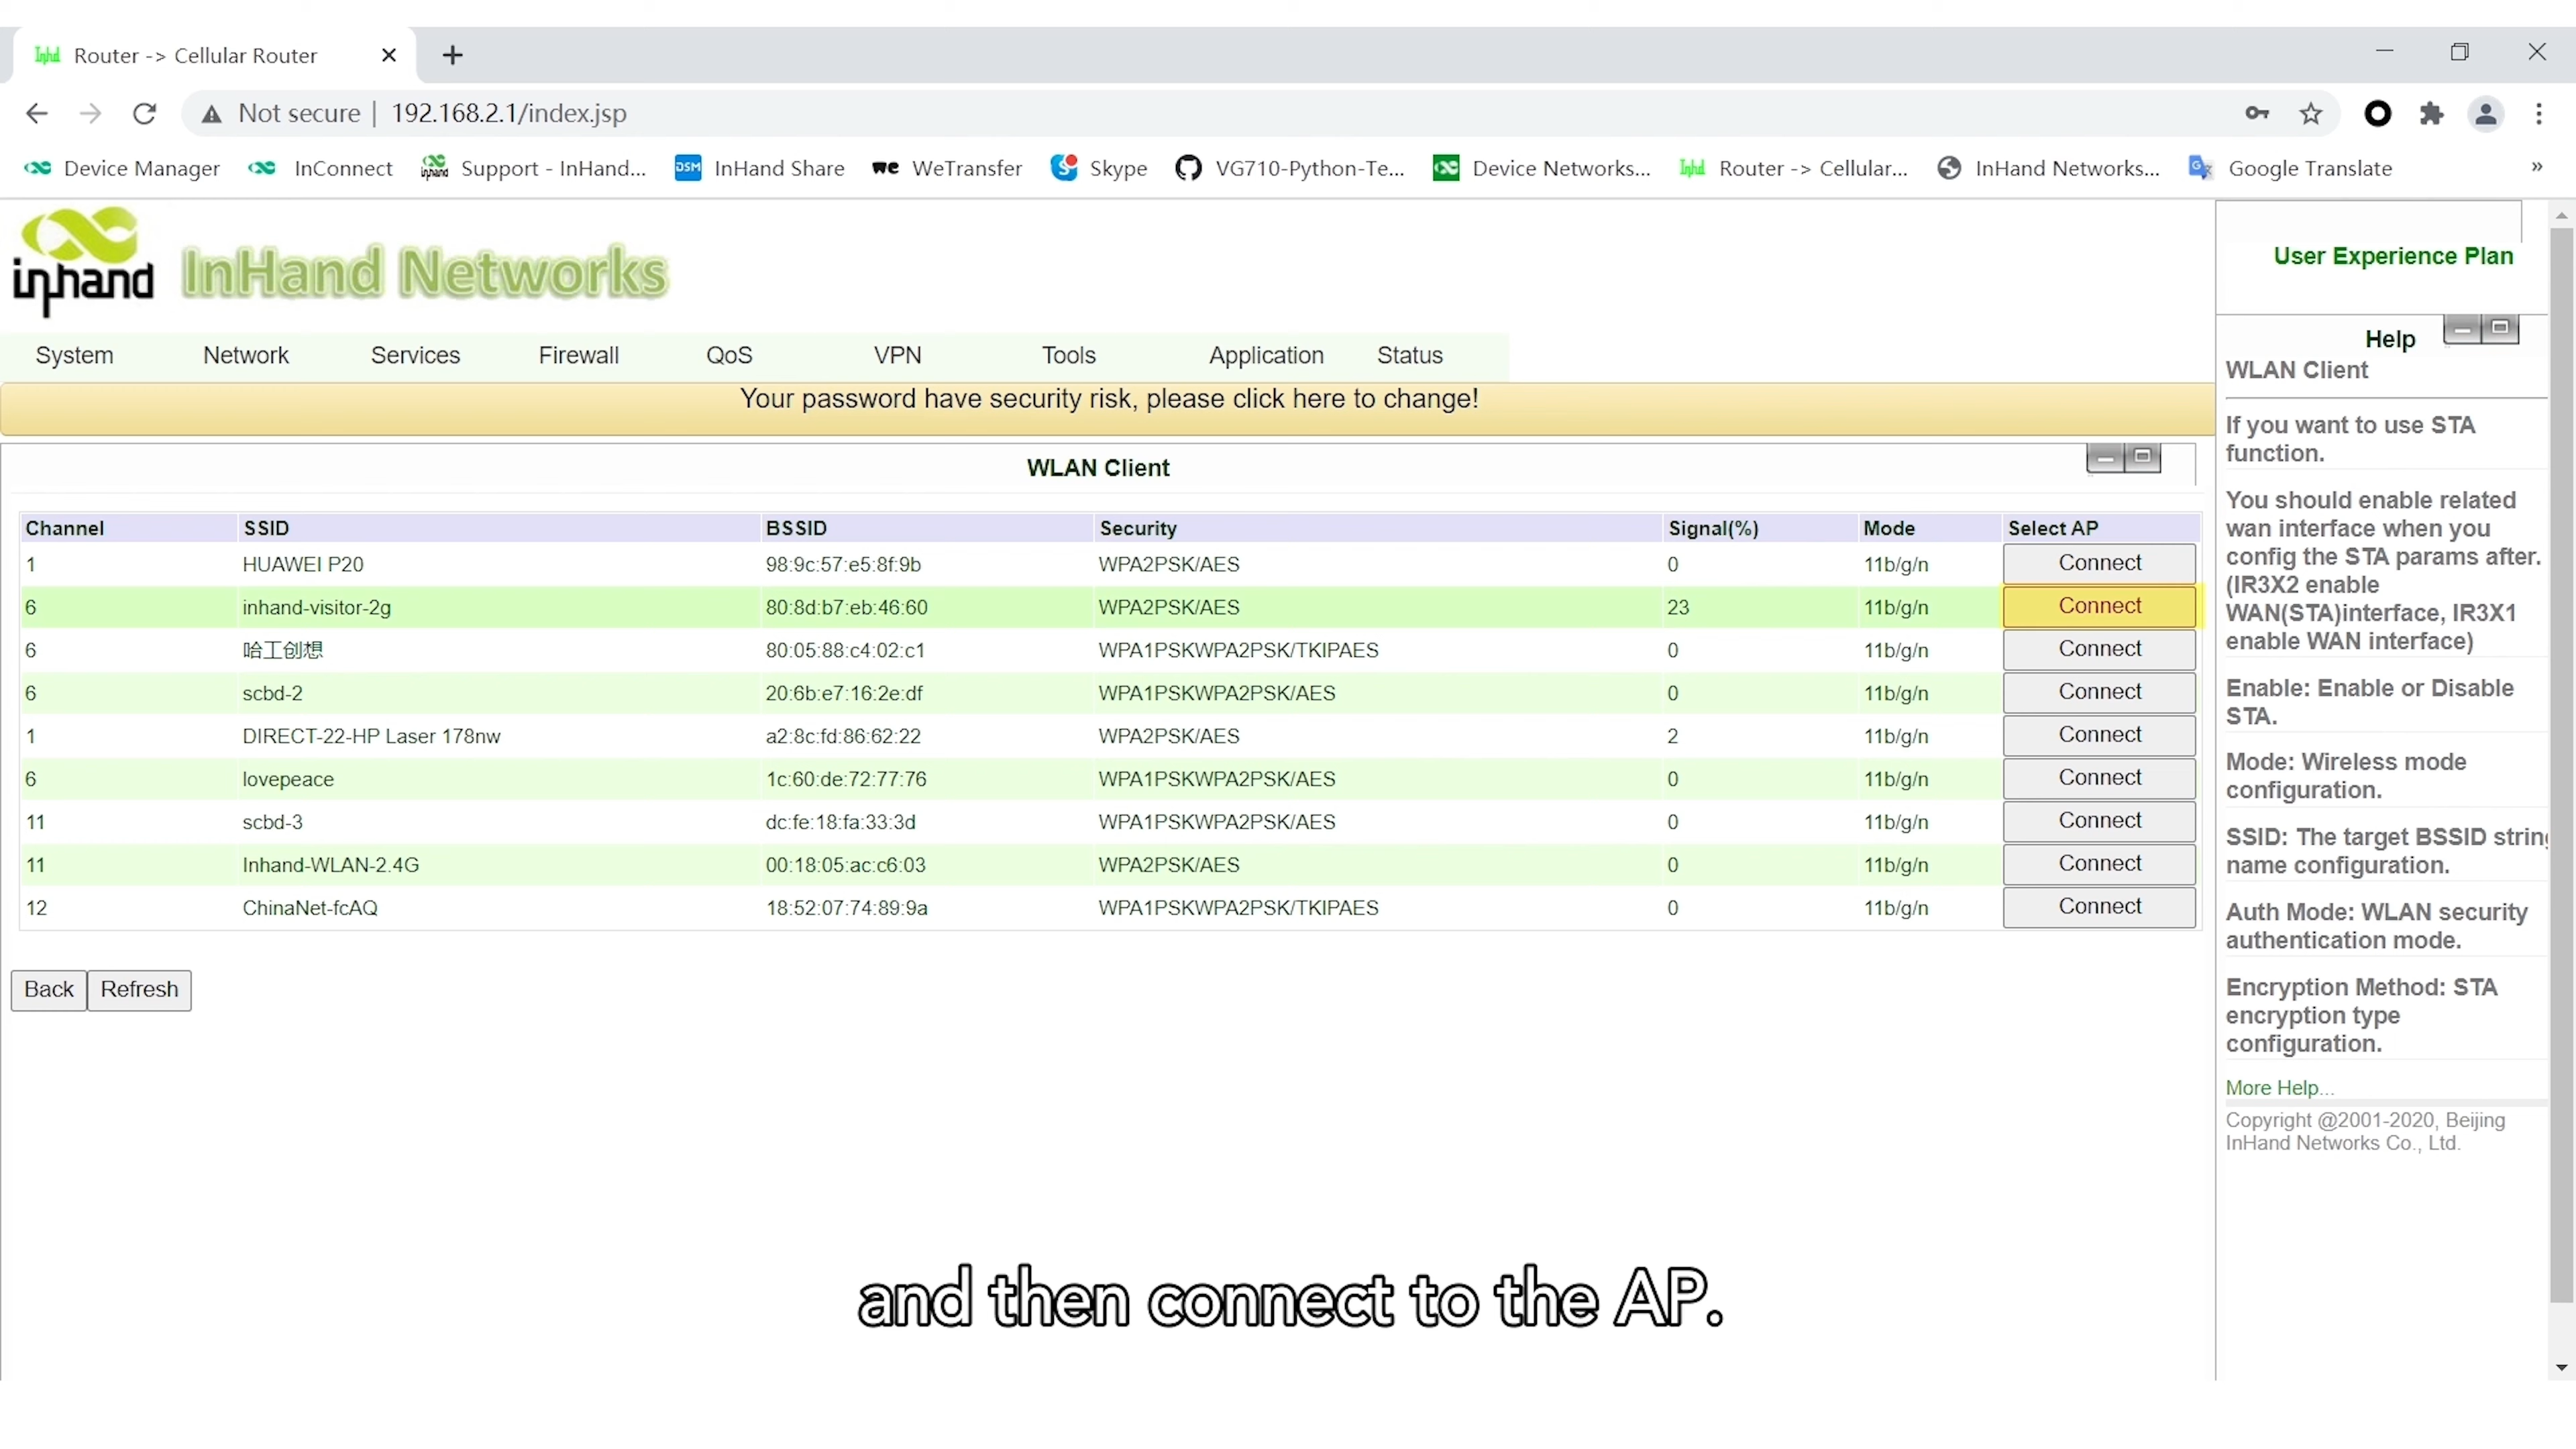 Inhd Router -> Cellular Router
Not secure | 192.168.2.1/index.jsp
Device Manager InConnect Support - InHand... DSM InHand Share we WeTransfer Skype VG710-Python-Te... Device Networks... Inhd Router -> Cellular... InHand Networks... Google Translate »
inhand InHand Networks
User Experience Plan
System Network Services Firewall QoS VPN Tools Application Status
Your password have security risk, please click here to change!
WLAN Client
Channel SSID BSSID Security Signal(%) Mode Select AP
1 HUAWEI P20 98:9c:57:e5:8f:9b WPA2PSK/AES 0 11b/g/n Connect
6 inhand-visitor-2g 80:8d:b7:eb:46:60 WPA2PSK/AES 23 11b/g/n Connect
6 哈工创想 80:05:88:c4:02:c1 WPA1PSKWPA2PSK/TKIPAES 0 11b/g/n Connect
6 scbd-2 20:6b:e7:16:2e:df WPA1PSKWPA2PSK/AES 0 11b/g/n Connect
1 DIRECT-22-HP Laser 178nw a2:8c:fd:86:62:22 WPA2PSK/AES 2 11b/g/n Connect
6 lovepeace 1c:60:de:72:77:76 WPA1PSKWPA2PSK/AES 0 11b/g/n Connect
11 scbd-3 dc:fe:18:fa:33:3d WPA1PSKWPA2PSK/AES 0 11b/g/n Connect
11 Inhand-WLAN-2.4G 00:18:05:ac:c6:03 WPA2PSK/AES 0 11b/g/n Connect
12 ChinaNet-fcAQ 18:52:07:74:89:9a WPA1PSKWPA2PSK/TKIPAES 0 11b/g/n Connect
Back Refresh
Help
WLAN Client
If you want to use STA
function.
You should enable related
wan interface when you
config the STA params after.
(IR3X2 enable
WAN(STA)interface, IR3X1
enable WAN interface)
Enable: Enable or Disable
STA.
Mode: Wireless mode
configuration.
SSID: The target BSSID string
name configuration.
Auth Mode: WLAN security
authentication mode.
Encryption Method: STA
encryption type
configuration.
More Help...
Copyright @2001-2020, Beijing
InHand Networks Co., Ltd.
and then connect to the AP.